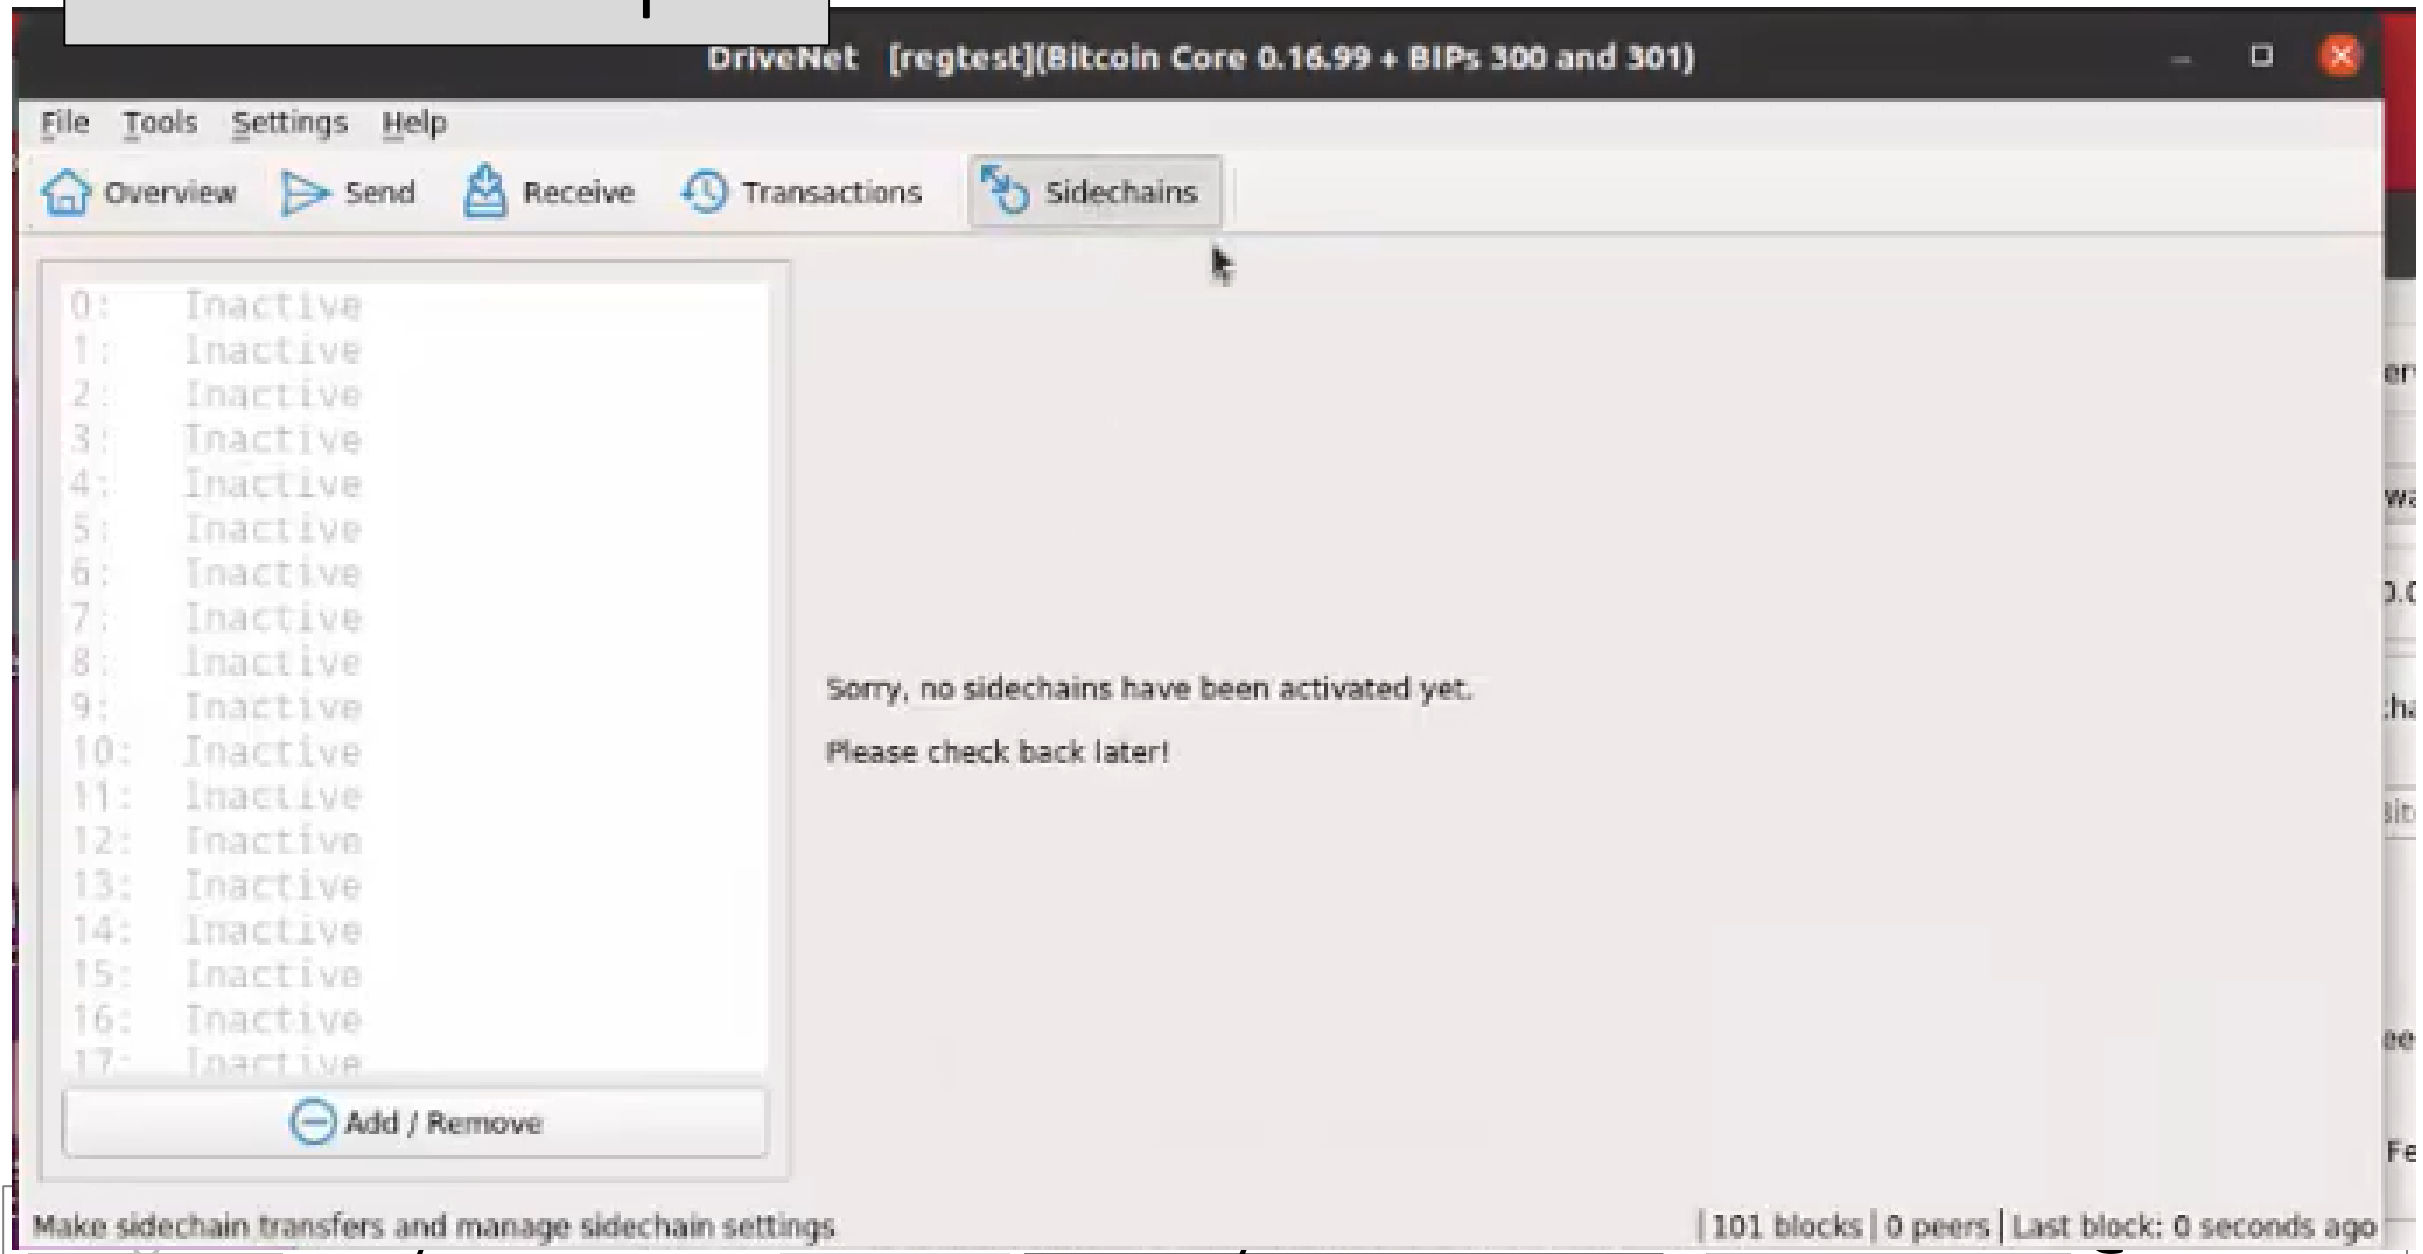 DriveNet [regtest](Bitcoin Core 0.16.99 + BIPs 300 and 301)
File Tools Settings Help
Overview Send Receive Transactions Sidechains
0: Inactive
1: Inactive
2: Inactive
3: Inactive
4: Inactive
5: Inactive
6: Inactive
7: Inactive
8: Inactive
9: Inactive
10: Inactive
11: Inactive
12: Inactive
13: Inactive
14: Inactive
15: Inactive
16: Inactive
17: Inactive
Sorry, no sidechains have been activated yet.
Please check back later!
Add / Remove
Make sidechain transfers and manage sidechain settings
101 blocks | 0 peers | Last block: 0 seconds ago